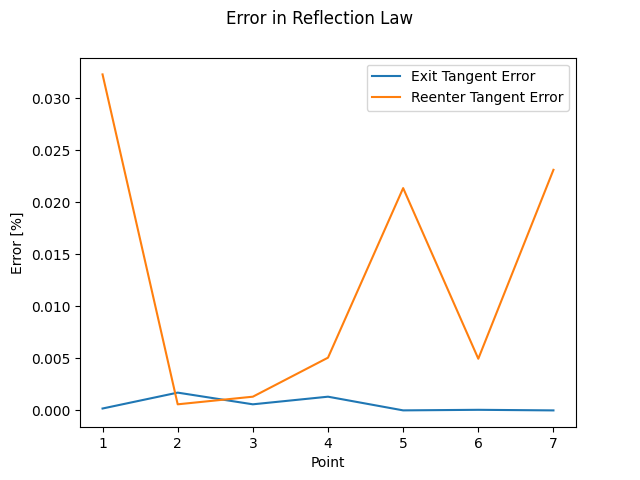 Error in Reflection Law
Exit Tangent Error
Reenter Tangent Error
0.030
0.025
0.020
0.015
0.010
0.005
0.000
Error [%]
1 2 3 4 5 6 7
Point